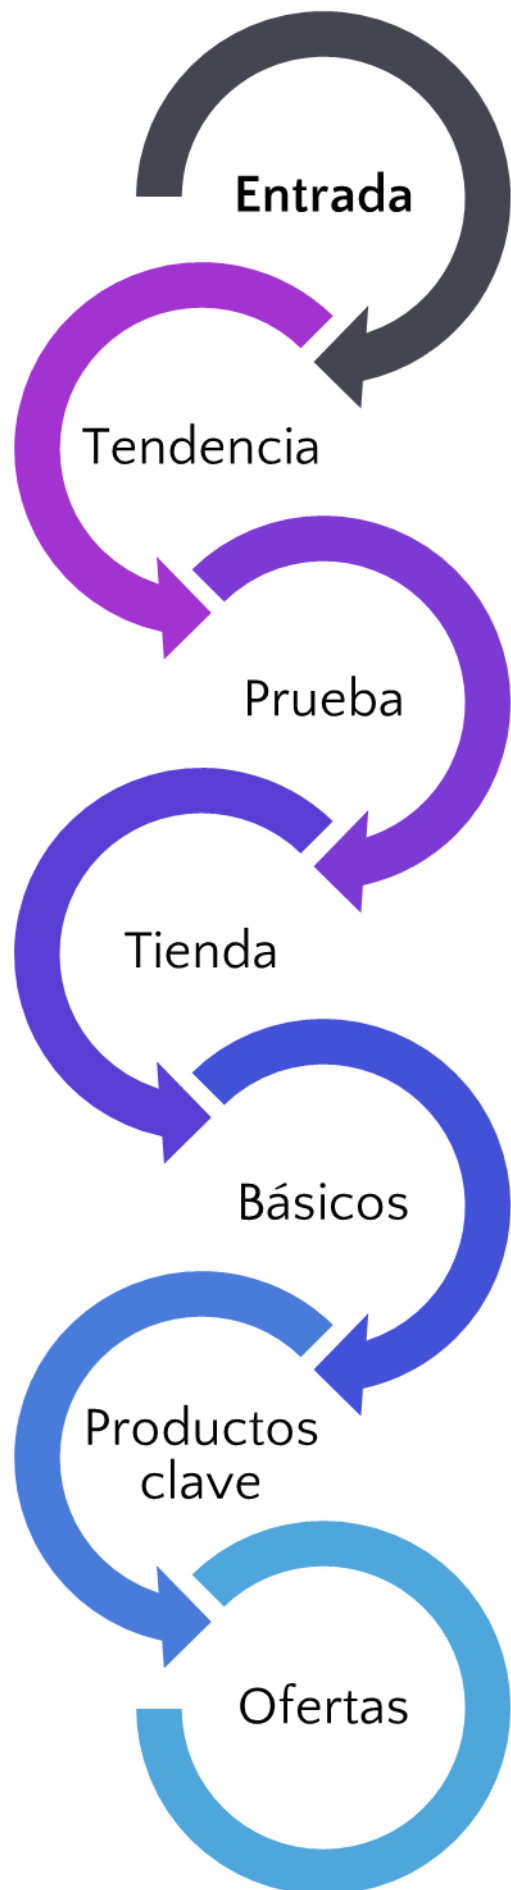 Entrada
Tendencia
Prueba
Tienda
Básicos
Productos
clave
Ofertas